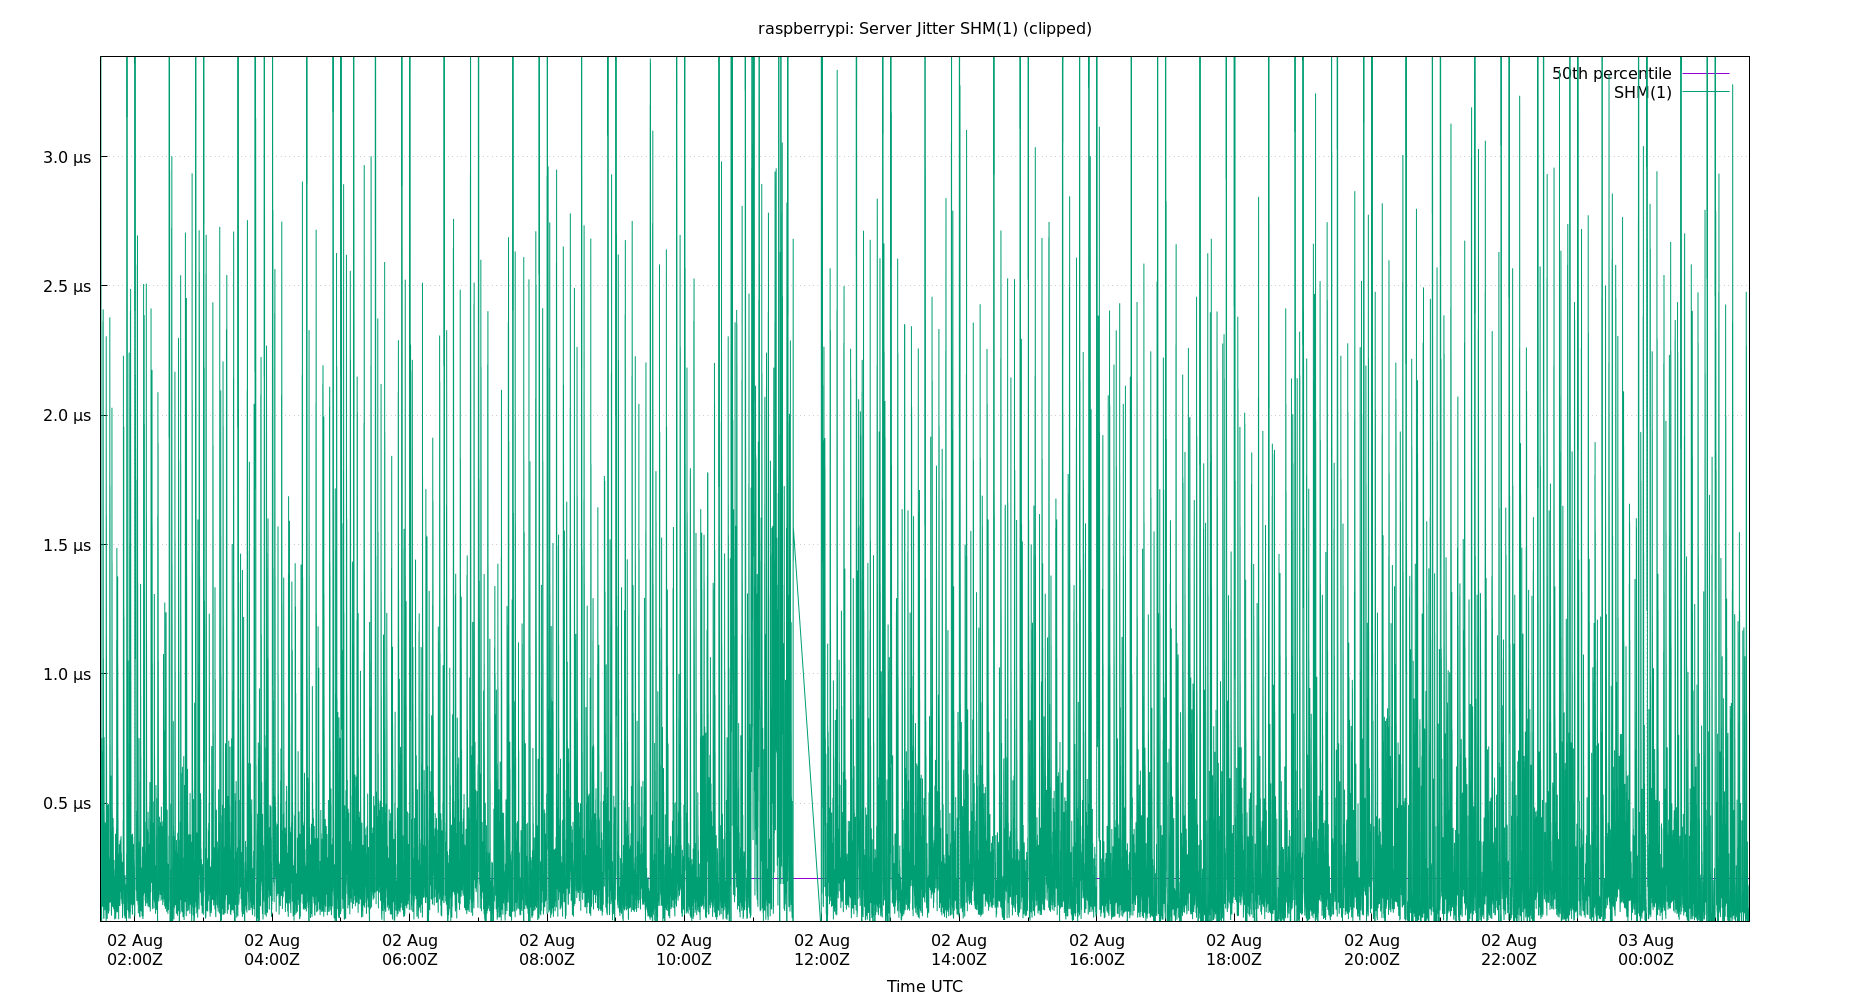 raspberrypi: Server Jitter SHM(1) (clipped)
50th percentile
SHM(1)
3.0 µs
2.5 µs
2.0 µs
1.5 µs
1.0 µs
0.5 µs
02 Aug 02 Aug 02 Aug 02 Aug 02 Aug 02 Aug 02 Aug 02 Aug 02 Aug 02 Aug 02 Aug 03 Aug
02:00Z 04:00Z 06:00Z 08:00Z 10:00Z 12:00Z 14:00Z 16:00Z 18:00Z 20:00Z 22:00Z 00:00Z
Time UTC